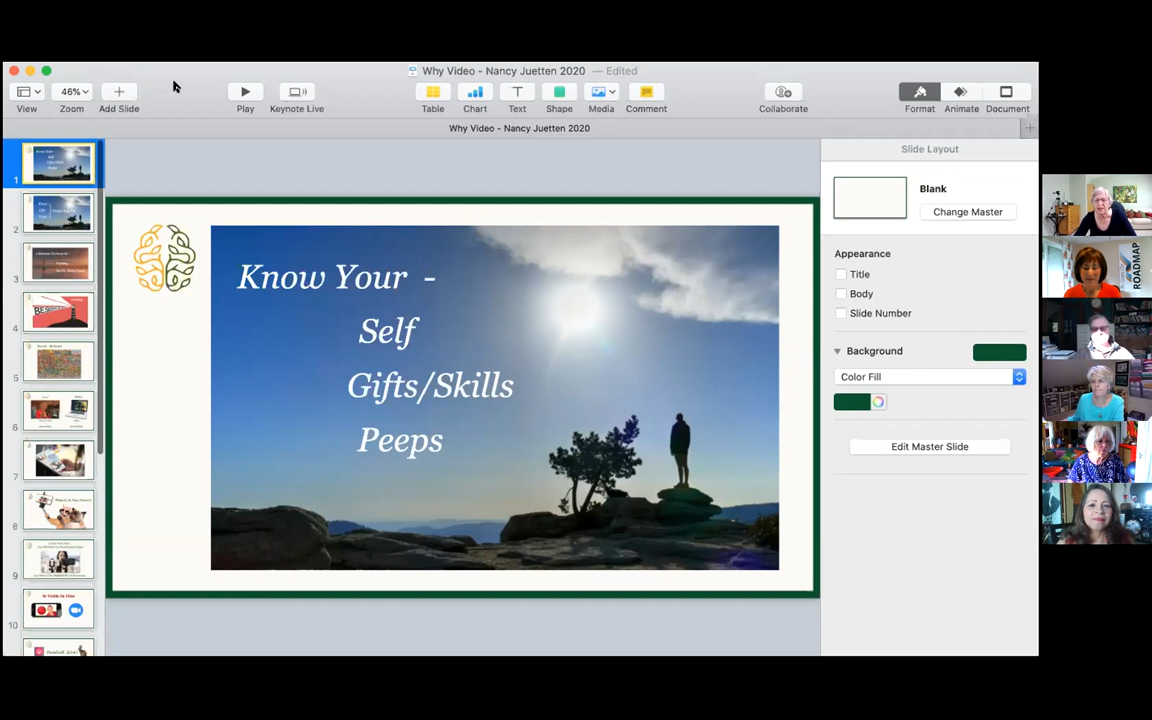 Why Video - Nancy Juetten 2020 — Edited
46%
View Zoom Add Slide Play Keynote Live Table Chart Text Shape Media Comment Collaborate Format Animate Document
Why Video - Nancy Juetten 2020
Slide Layout
Blank
Change Master
Appearance
Title
Body
Slide Number
Background
Color Fill
Edit Master Slide
1
2
3
4
5
6
7
8
9
10
Know Your -
Self
Gifts/Skills
Peeps
ROADMAP